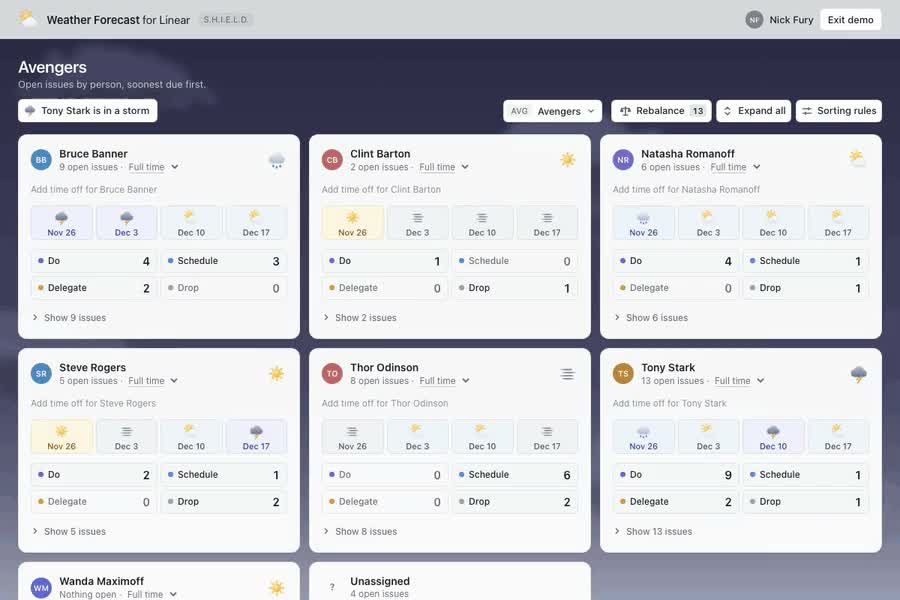 Weather Forecast for Linear S.H.I.E.L.D. NF Nick Fury Exit demo
Avengers
Open issues by person, soonest due first.
Tony Stark is in a storm AVG Avengers Rebalance 13 Expand all Sorting rules
BB Bruce Banner
9 open issues · Full time
Add time off for Bruce Banner
Nov 26 Dec 3 Dec 10 Dec 17
Do 4 Schedule 3
Delegate 2 Drop 0
Show 9 issues
CB Clint Barton
2 open issues · Full time
Add time off for Clint Barton
Nov 26 Dec 3 Dec 10 Dec 17
Do 1 Schedule 0
Delegate 0 Drop 1
Show 2 issues
NR Natasha Romanoff
6 open issues · Full time
Add time off for Natasha Romanoff
Nov 26 Dec 3 Dec 10 Dec 17
Do 4 Schedule 1
Delegate 0 Drop 1
Show 6 issues
SR Steve Rogers
5 open issues · Full time
Add time off for Steve Rogers
Nov 26 Dec 3 Dec 10 Dec 17
Do 2 Schedule 1
Delegate 0 Drop 2
Show 5 issues
TO Thor Odinson
8 open issues · Full time
Add time off for Thor Odinson
Nov 26 Dec 3 Dec 10 Dec 17
Do 0 Schedule 6
Delegate 0 Drop 2
Show 8 issues
TS Tony Stark
13 open issues · Full time
Add time off for Tony Stark
Nov 26 Dec 3 Dec 10 Dec 17
Do 9 Schedule 1
Delegate 2 Drop 1
Show 13 issues
WM Wanda Maximoff
Nothing open · Full time
? Unassigned
4 open issues